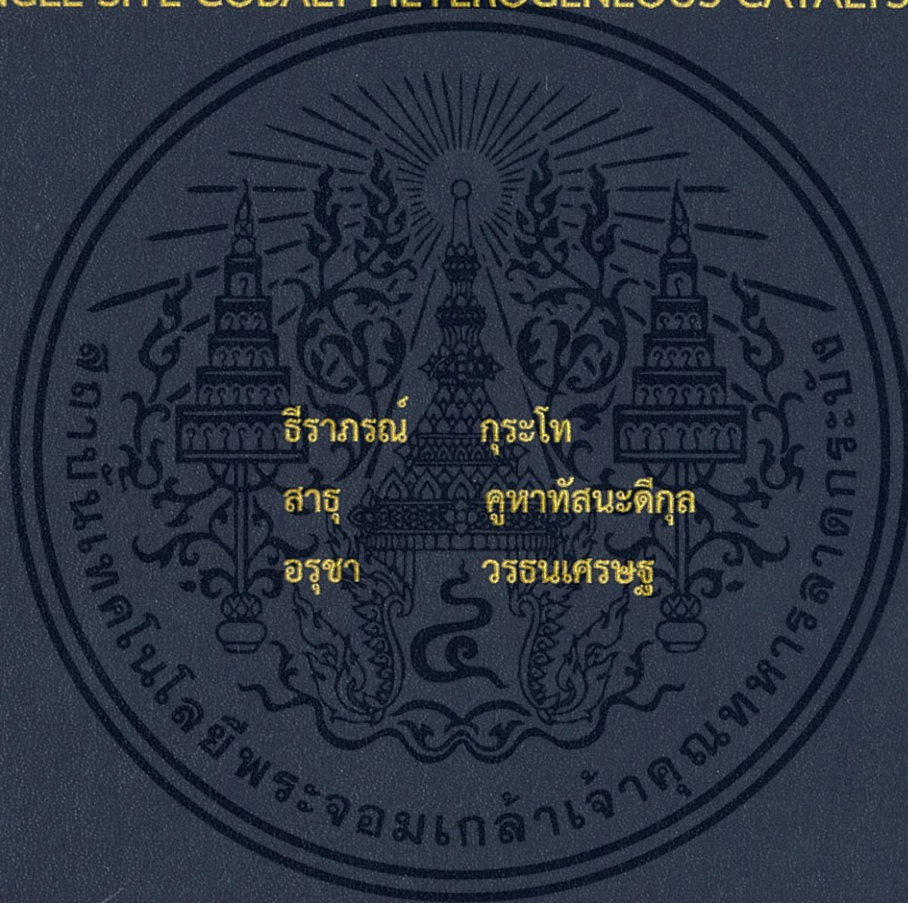 SINGLE-SITE COBALT HETEROGENEOUS
ธีราภรณ์ กุระโท
สาธุ คูหาทัสนะดีกุล
อรุชา วรธนเศรษฐ
๔
สถาบันเทคโนโลยีพระจอมเกล้าเจ้าคุณทหารลาดกระบัง